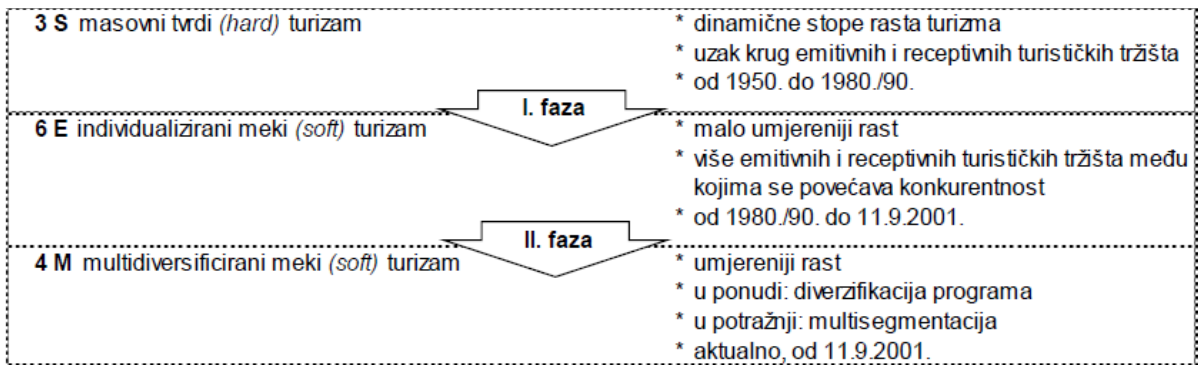 3 S masovni tvrdi (hard) turizam
* dinamične stope rasta turizma
* uzak krug emitivnih i receptivnih turističkih tržišta
* od 1950. do 1980./90.
I. faza
6 E individualizirani meki (soft) turizam
* malo umjereniji rast
* više emitivnih i receptivnih turističkih tržišta među
kojima se povećava konkurentnost
* od 1980./90. do 11.9.2001.
II. faza
4 M multidiversificirani meki (soft) turizam
* umjereniji rast
* u ponudi: diverzifikacija programa
* u potražnji: multisegmentacija
* aktualno, od 11.9.2001.